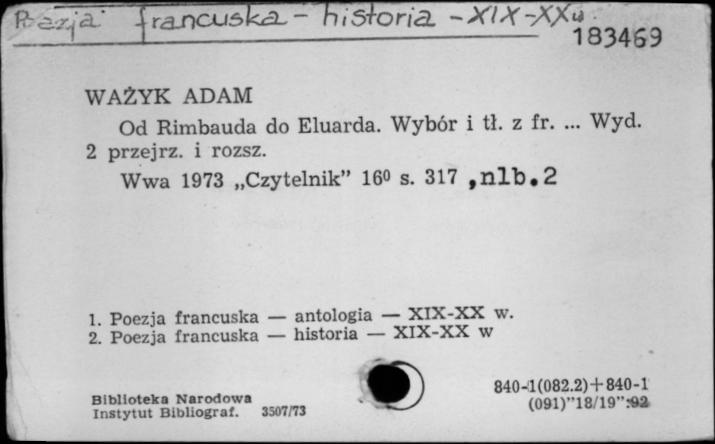 Poezja francuska - historia - XIX-XX w.
183469
WAŻYK ADAM
Od Rimbauda do Eluarda. Wybór i tł. z fr. ... Wyd.
2 przejrz. i rozsz.
Wwa 1973 „Czytelnik” 16⁰ s. 317 ,nlb.2
1. Poezja francuska — antologia — XIX-XX w.
2. Poezja francuska — historia — XIX-XX w
840-1(082.2)+840-1
(091)”18/19”:92
Biblioteka Narodowa
Instytut Bibliograf. 3507/73